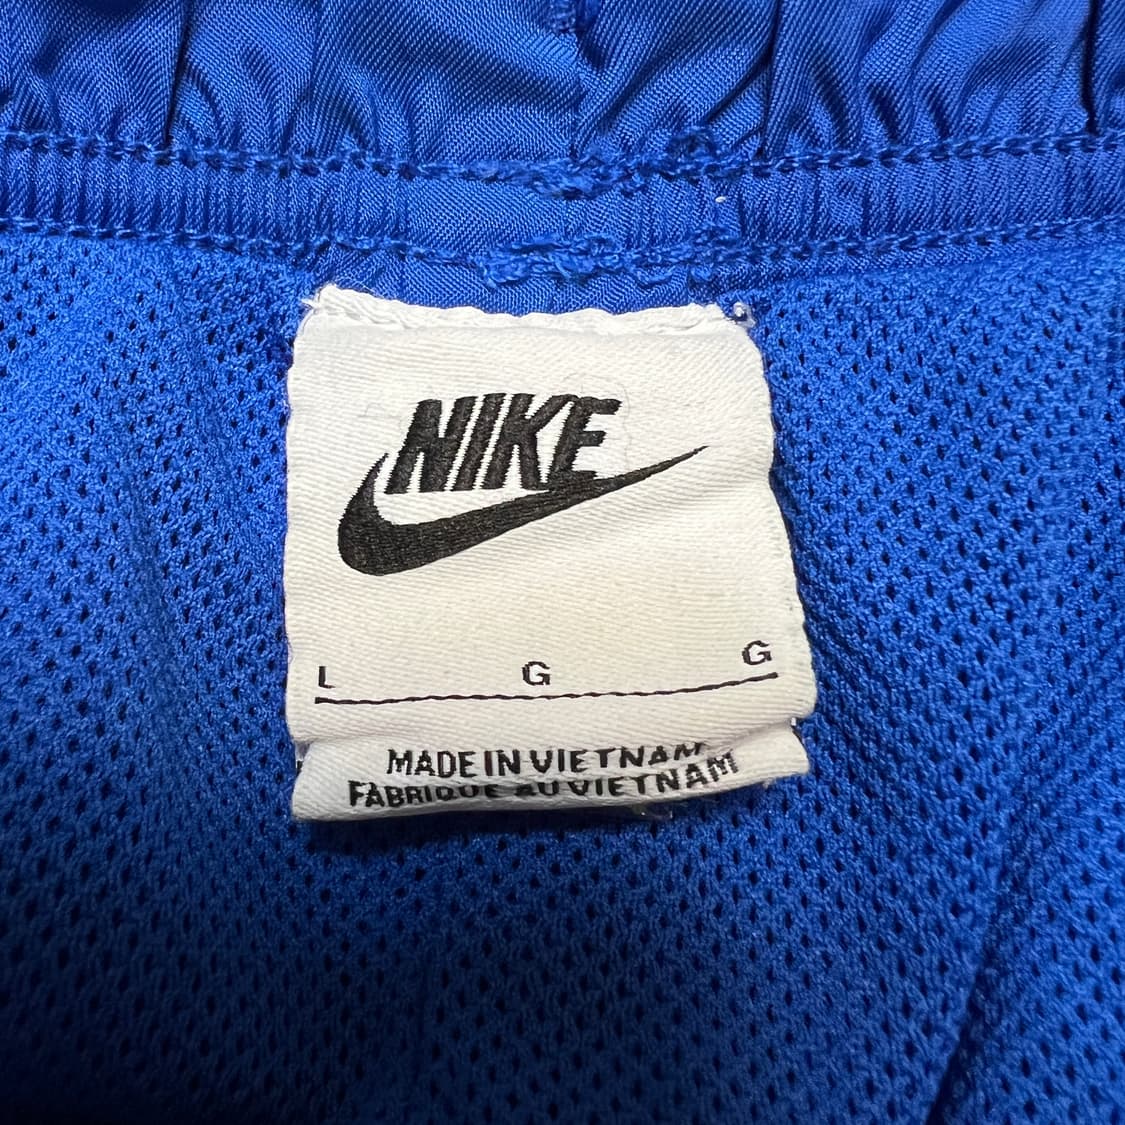 NIKE
L G G
MADE IN VIETNAM
FABRIQUE AU VIETNAM